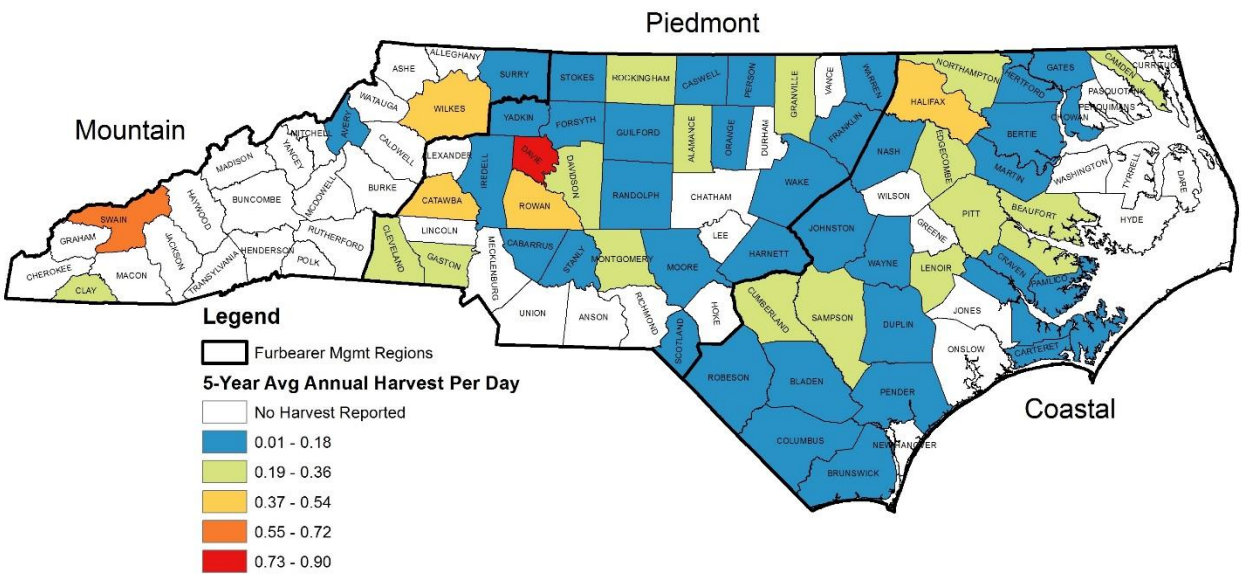 Piedmont
Mountain
Coastal
ALLEGHANY
ASHE
SURRY
STOKES
ROCKINGHAM
CASWELL
PERSON
GRANVILLE
VANCE
WARREN
NORTHAMPTON
HERTFORD
GATES
CAMDEN
CURRITUC
WATAUGA
WILKES
YADKIN
FORSYTH
GUILFORD
ALAMANCE
ORANGE
DURHAM
FRANKLIN
HALIFAX
BERTIE
CHOWAN
PERQUIMANS
PASQUOTANK
MITCHELL
AVERY
CALDWELL
LEXANDER
IREDELL
DAVIE
DAVIDSON
RANDOLPH
CHATHAM
WAKE
NASH
EDGECOMBE
MARTIN
WASHINGTON
TYRRELL
DARE
MADISON
YANCEY
MCDOWELL
BURKE
CATAWBA
ROWAN
WILSON
PITT
BEAUFORT
HYDE
SWAIN
HAYWOOD
BUNCOMBE
RUTHERFORD
LINCOLN
CLEVELAND
GASTON
MECKLENBURG
CABARRUS
STANLY
MONTGOMERY
MOORE
LEE
HARNETT
JOHNSTON
WAYNE
GREENE
LENOIR
CRAVEN
PAMLICO
GRAHAM
JACKSON
HENDERSON
POLK
TRANSYLVANIA
CHEROKEE
MACON
CLAY
UNION
ANSON
RICHMOND
SCOTLAND
HOKE
CUMBERLAND
SAMPSON
DUPLIN
JONES
ONSLOW
CARTERET
ROBESON
BLADEN
PENDER
COLUMBUS
NEW HANOVER
BRUNSWICK
Legend
Furbearer Mgmt Regions
5-Year Avg Annual Harvest Per Day
No Harvest Reported
0.01 - 0.18
0.19 - 0.36
0.37 - 0.54
0.55 - 0.72
0.73 - 0.90